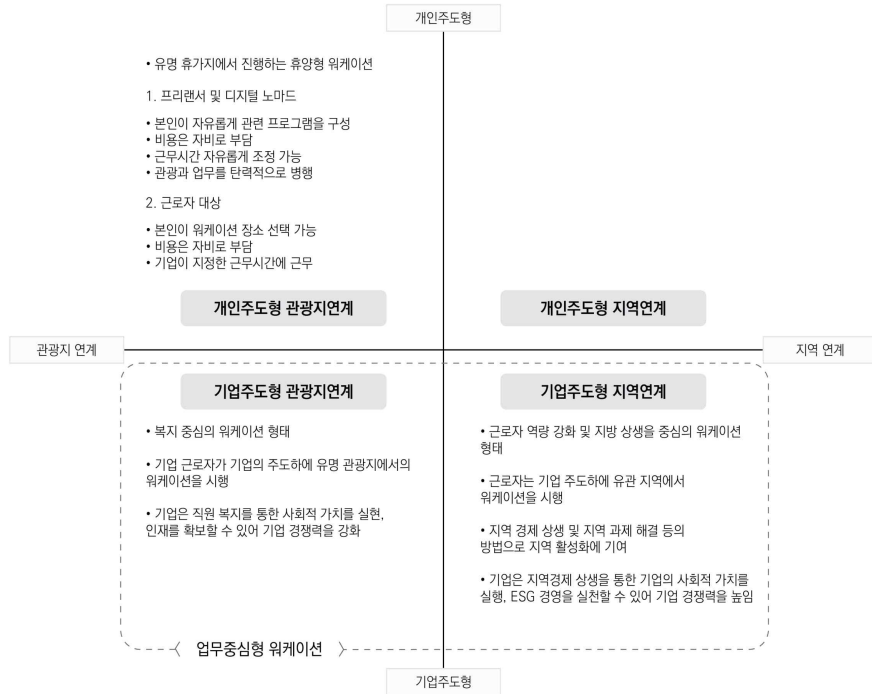 개인주도형
• 유명 휴가지에서 진행하는 휴양형 워케이션
1. 프리랜서 및 디지털 노마드
• 본인이 자유롭게 관련 프로그램을 구성
• 비용은 자비로 부담
• 근무시간 자유롭게 조정 가능
• 관광과 업무를 탄력적으로 병행
2. 근로자 대상
• 본인이 워케이션 장소 선택 가능
• 비용은 자비로 부담
• 기업이 지정한 근무시간에 근무
개인주도형 관광지연계
개인주도형 지역연계
관광지 연계
지역 연계
기업주도형 관광지연계
• 복지 중심의 워케이션 형태
• 기업 근로자가 기업의 주도하에 유명 관광지에서의
워케이션을 시행
• 기업은 직원 복지를 통한 사회적 가치를 실현,
인재를 확보할 수 있어 기업 경쟁력을 강화
기업주도형 지역연계
• 근로자 역량 강화 및 지방 상생을 중심의 워케이션
형태
• 근로자는 기업 주도하에 유관 지역에서
워케이션을 시행
• 지역 경제 상생 및 지역 과제 해결 등의
방법으로 지역 활성화에 기여
• 기업은 지역경제 상생을 통한 기업의 사회적 가치를
실행, ESG 경영을 실천할 수 있어 기업 경쟁력을 높임
업무중심형 워케이션
기업주도형